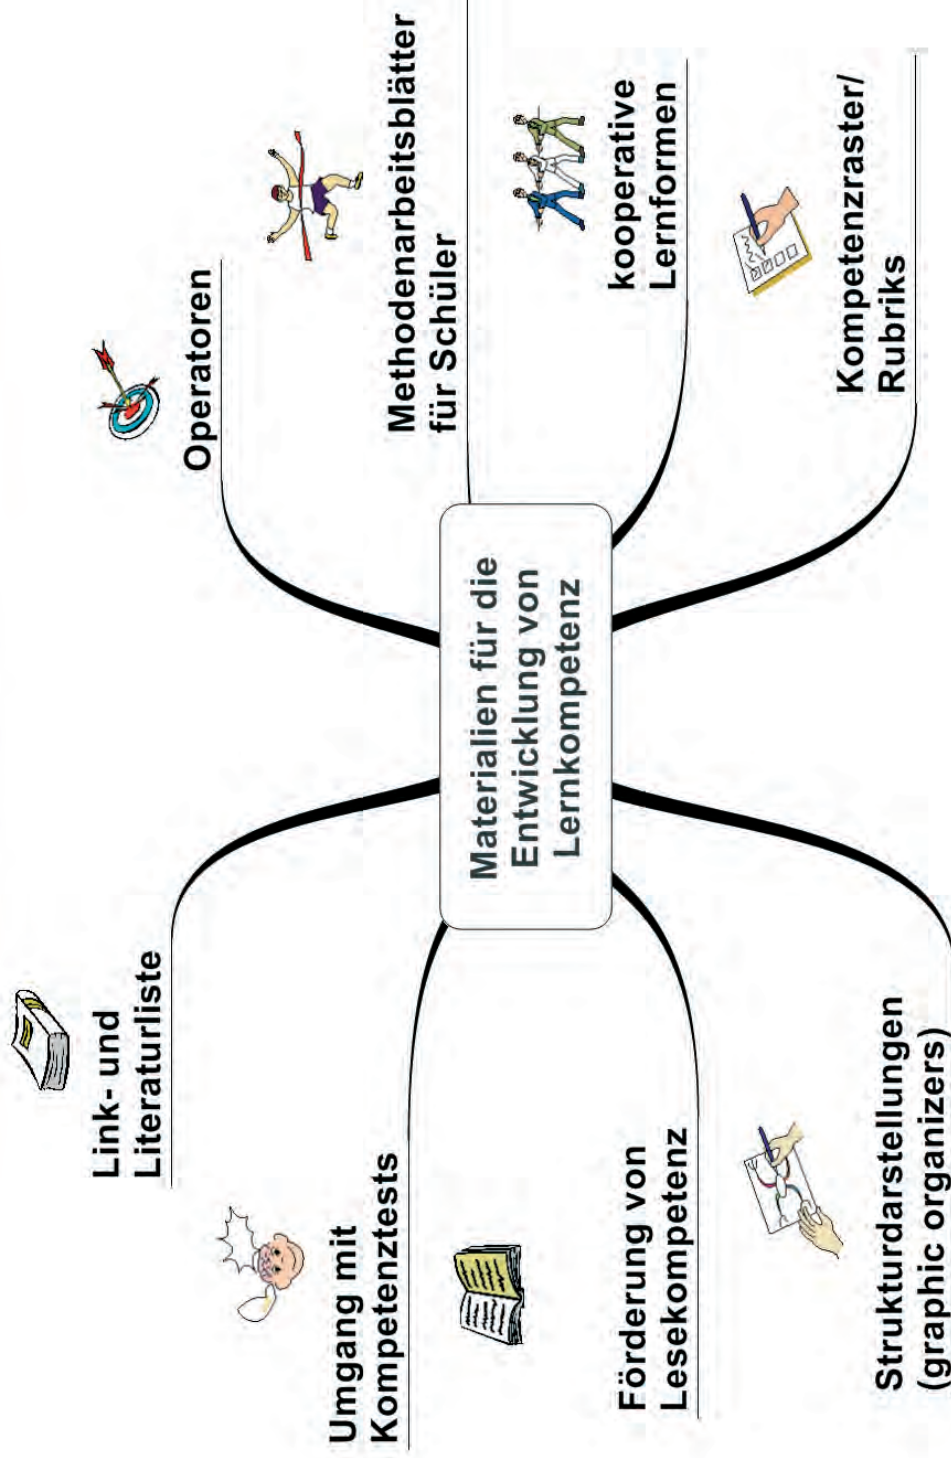 Materialien für die
Entwicklung von
Lernkompetenz
Operatoren
Methodenarbeitsblätter
für Schüler
kooperative
Lernformen
Kompetenzraster/
Rubriks
Link- und
Literaturliste
Umgang mit
Kompetenztests
Förderung von
Lesekompetenz
Strukturdarstellungen
(graphic organizers)